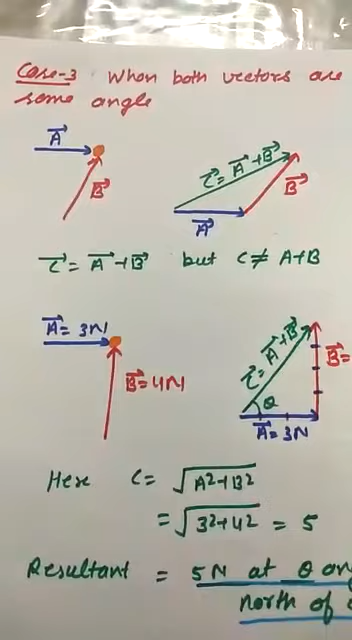 Case-3 When both vectors are
some angle
A⃗
B⃗
C⃗ = A⃗+B⃗
B⃗
A⃗
C⃗ = A⃗+B⃗ but C ≠ A+B
A⃗ = 3N
B⃗ = 4N
C⃗ = A⃗+B⃗
B⃗ =
θ
A⃗ = 3N
Here C = √A²+B²
= √3²+4² = 5
Resultant = 5N at θ
north of